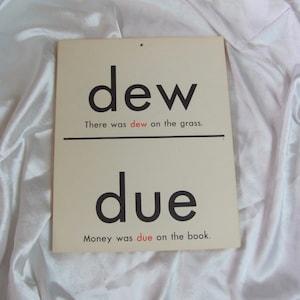 dew
There was dew on the grass.
due
Money was due on the book.